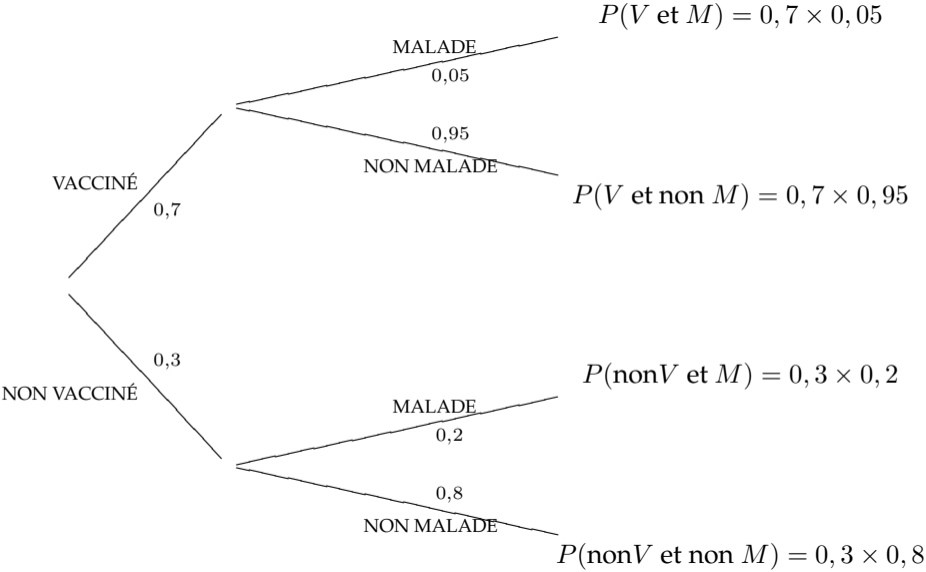 P(V et M) = 0, 7 × 0, 05
MALADE
0,05
0,95
NON MALADE
P(V et non M) = 0, 7 × 0, 95
VACCINÉ
0,7
0,3
NON VACCINÉ
P(nonV et M) = 0, 3 × 0, 2
MALADE
0,2
0,8
NON MALADE
P(nonV et non M) = 0, 3 × 0, 8